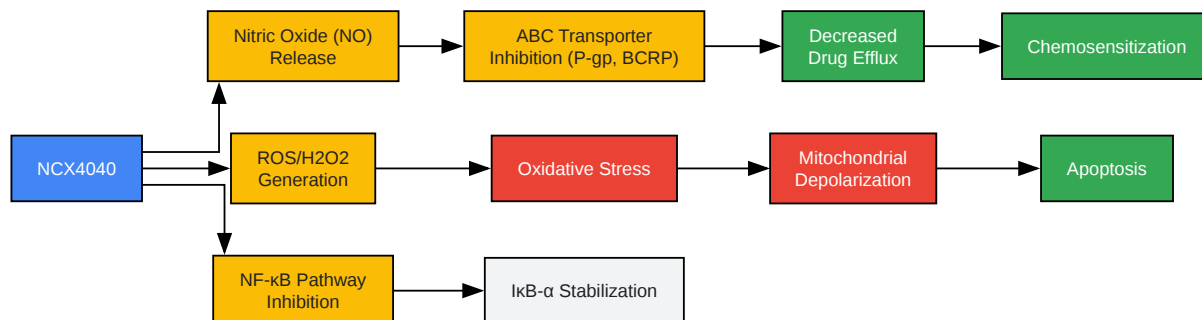 Nitric Oxide (NO)
Release
ABC Transporter
Inhibition (P-gp, BCRP)
Decreased
Drug Efflux
Chemosensitization
NCX4040
ROS/H2O2
Generation
Oxidative Stress
Mitochondrial
Depolarization
Apoptosis
NF-κB Pathway
Inhibition
IκB-α Stabilization